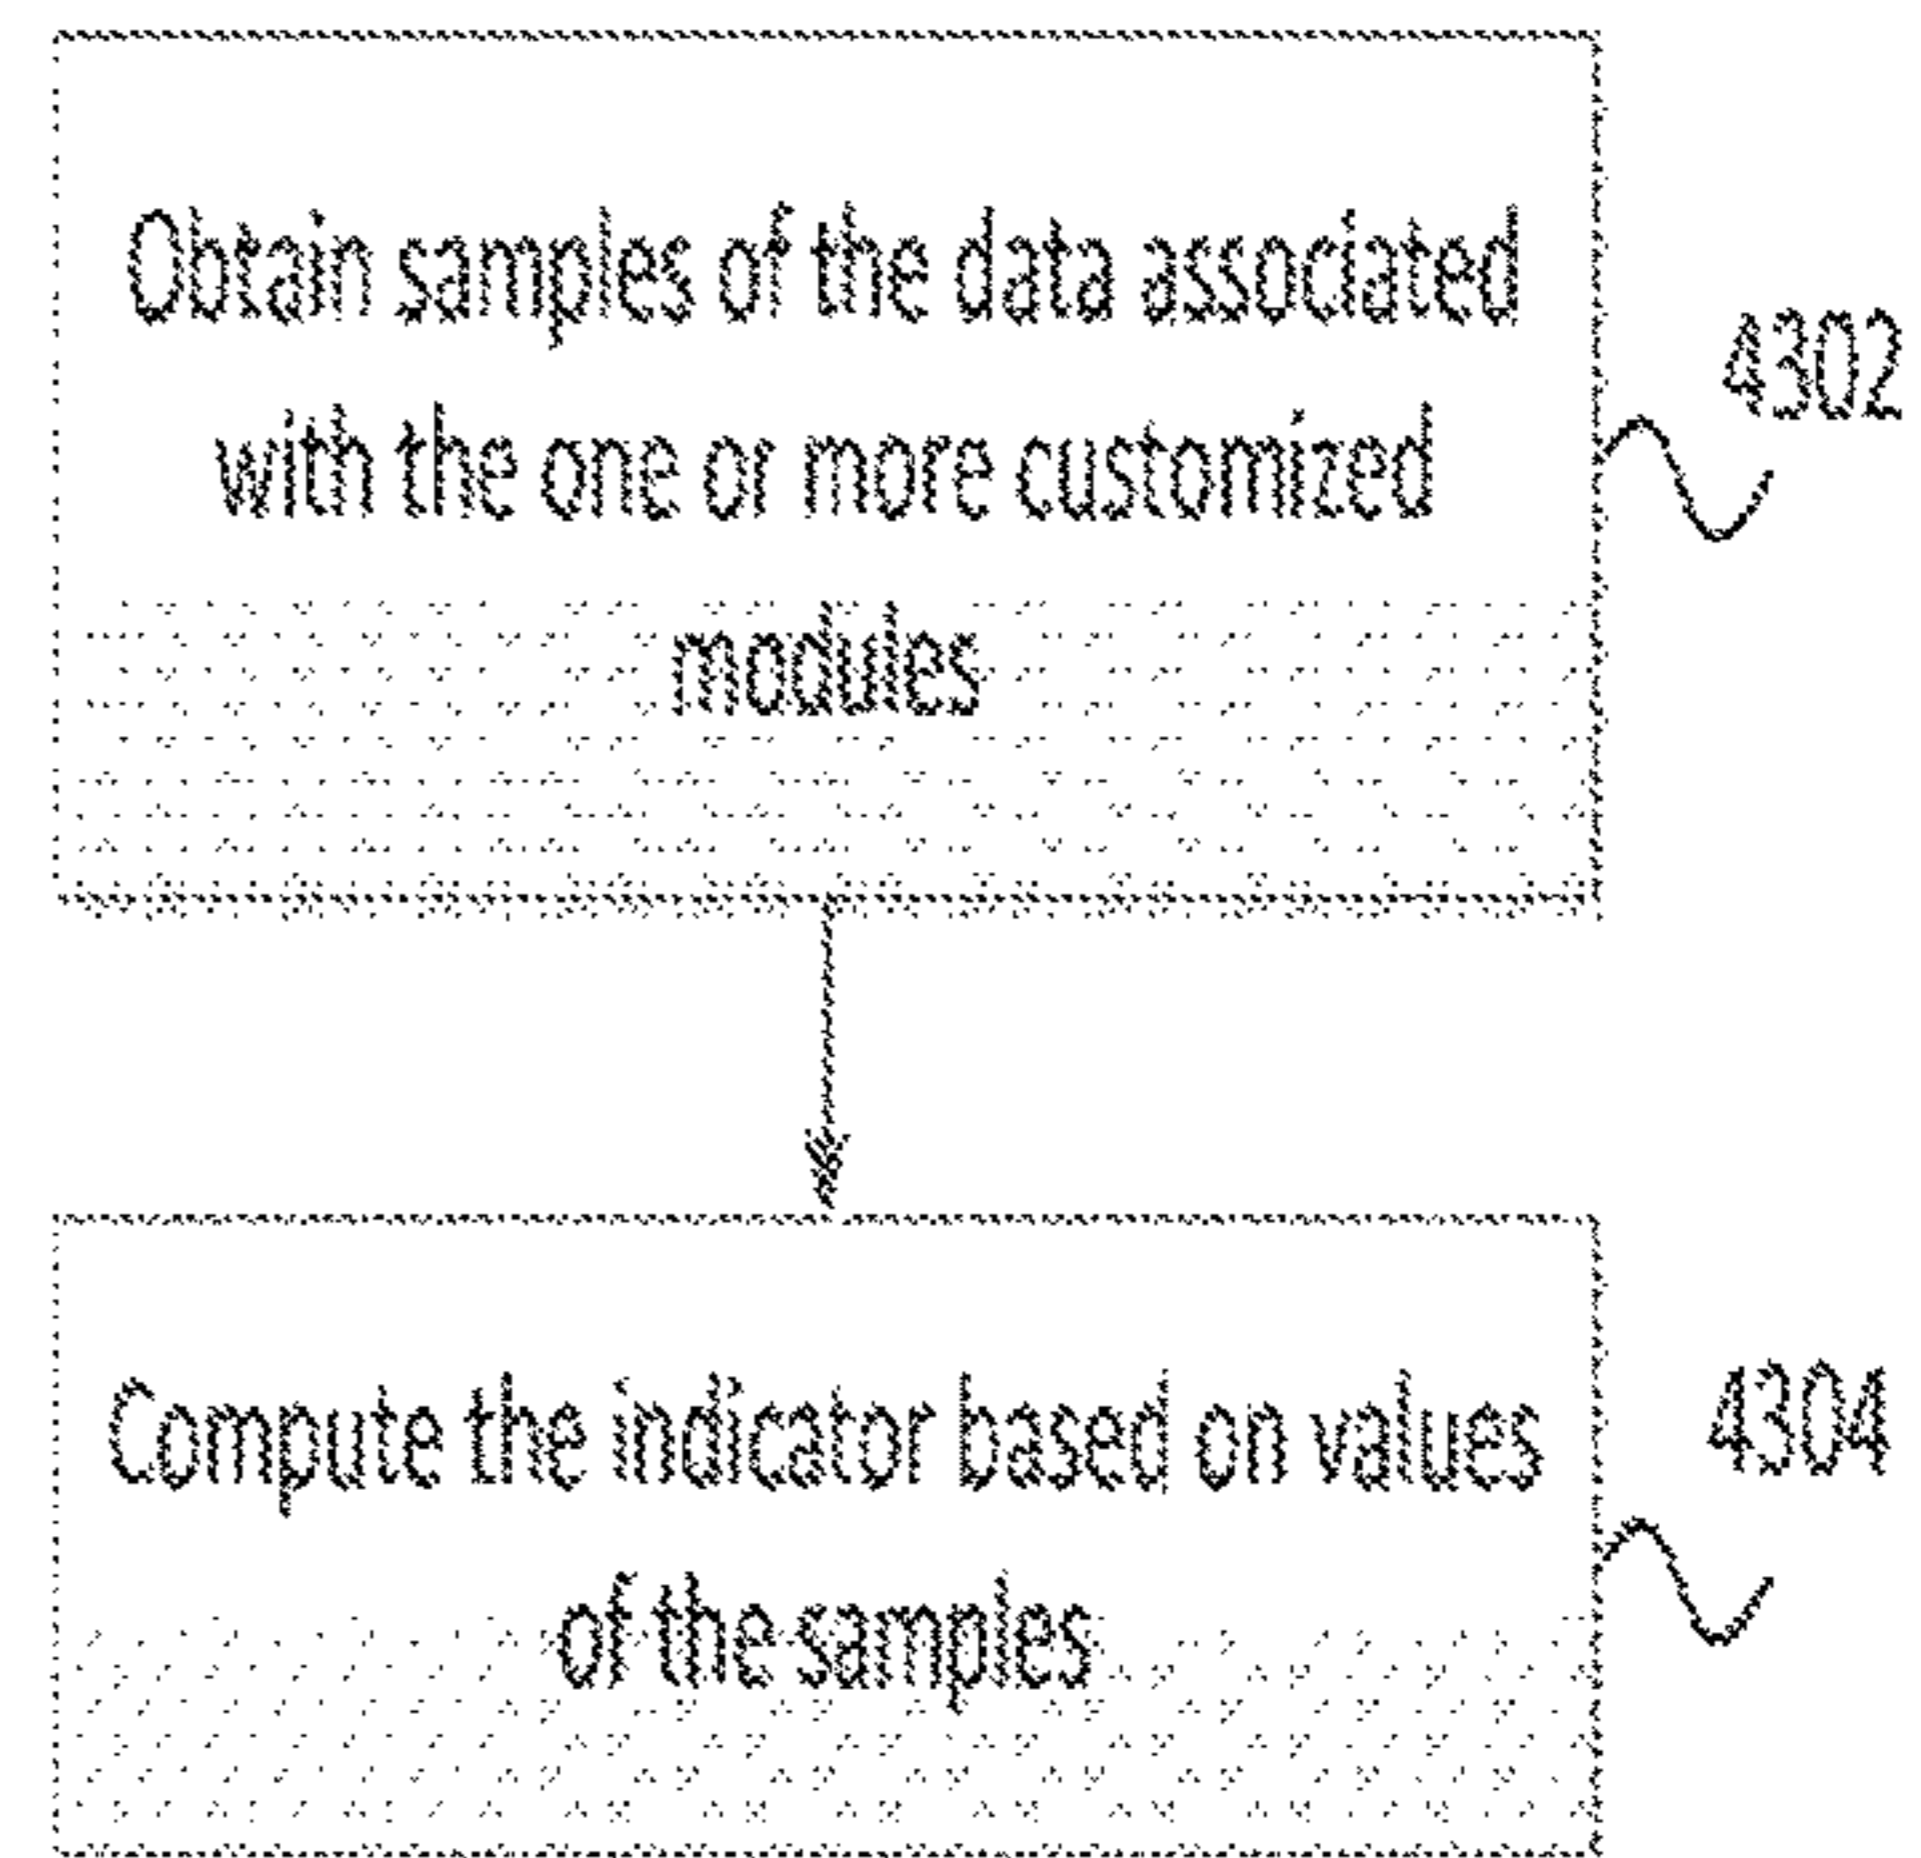 Obtain samples of the data associated
with the one or more customized
modules
4302
Compute the indicator based on values
of the samples
4304